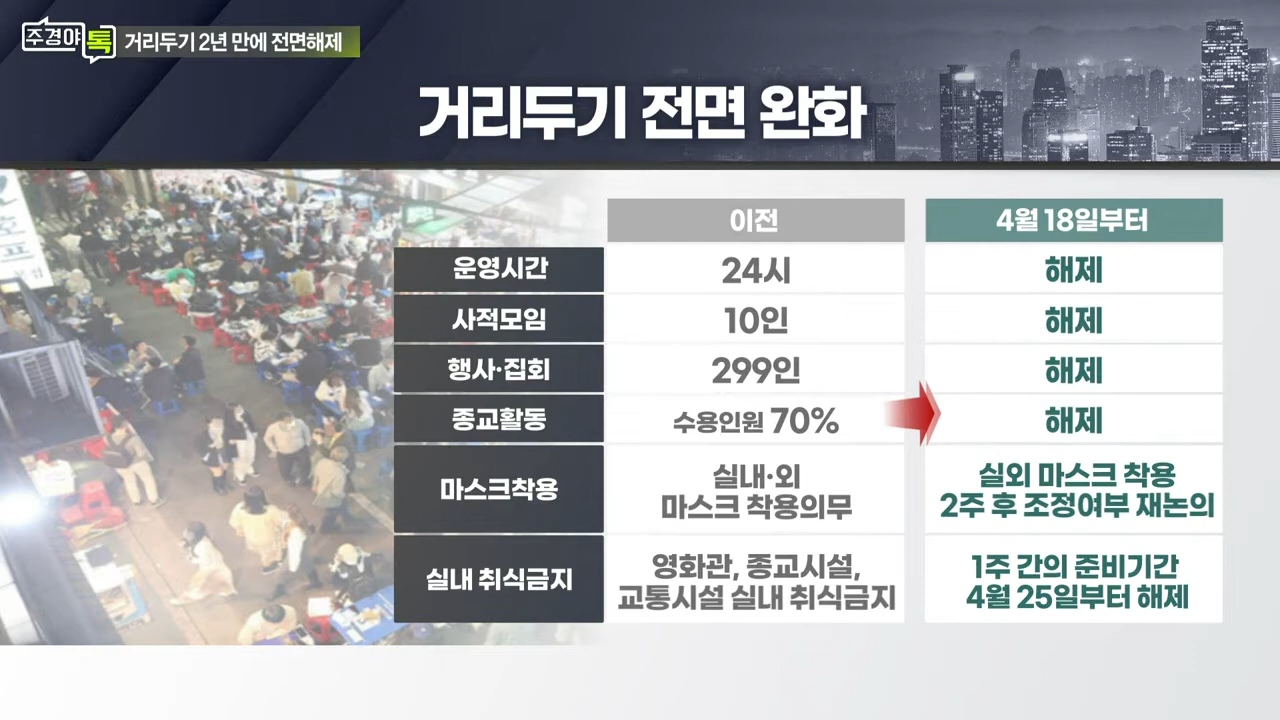 주경야톡 거리두기 2년 만에 전면해제
거리두기 전면 완화
이전 4월 18일부터
운영시간 24시 해제
사적모임 10인 해제
행사·집회 299인 해제
종교활동 수용인원 70% 해제
마스크착용
실내·외
마스크 착용의무
실외 마스크 착용
2주 후 조정여부 재논의
실내 취식금지
영화관, 종교시설,
교통시설 실내 취식금지
1주 간의 준비기간
4월 25일부터 해제